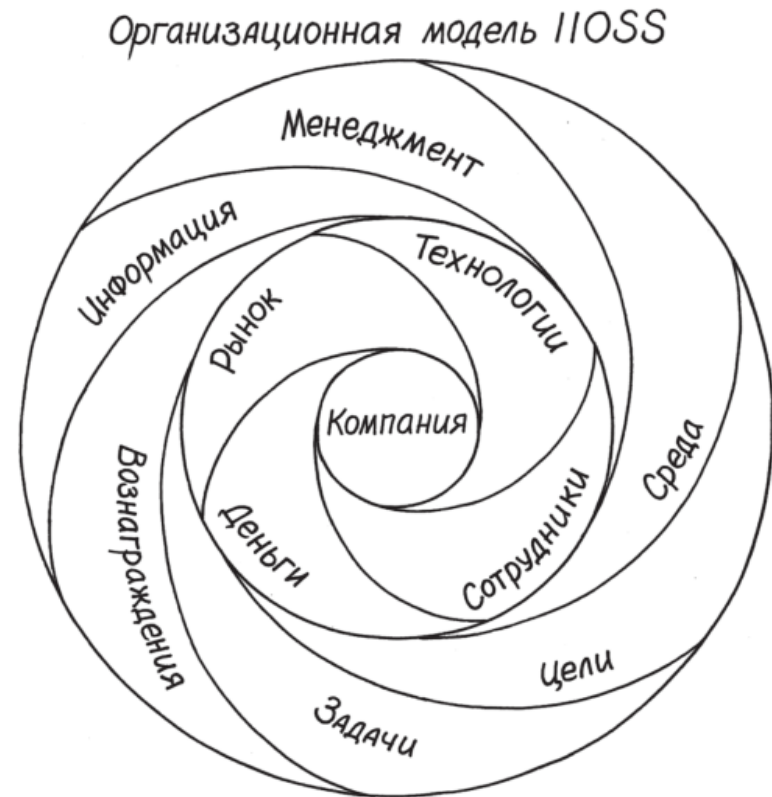 Организационная модель IIOSS
Менеджмент
Информация
Технологии
Рынок
Компания
Среда
Вознаграждения
Деньги
Сотрудники
Цели
Задачи